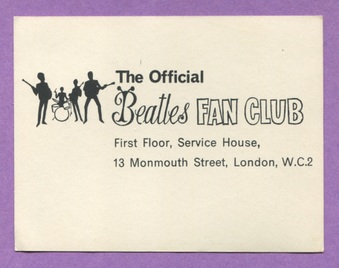 The Official
Beatles FAN CLUB
First Floor, Service House,
13 Monmouth Street, London, W.C.2